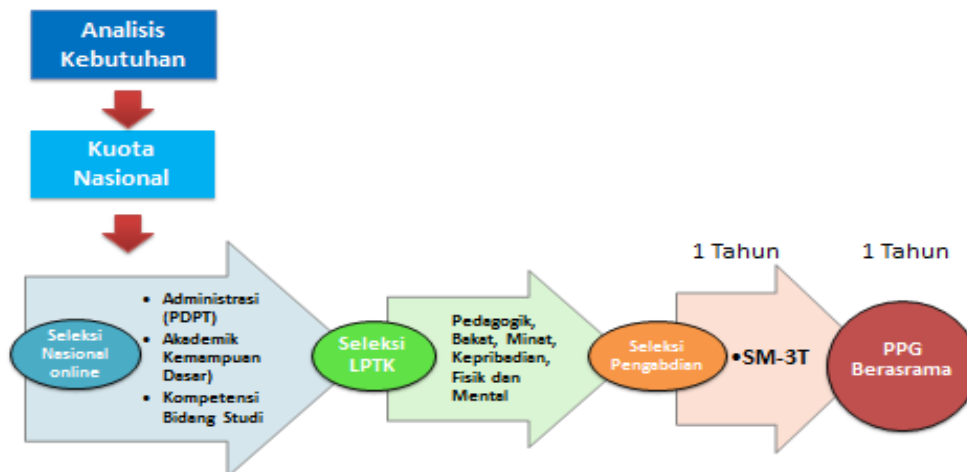 Analisis
Kebutuhan
Kuota
Nasional
1 Tahun
1 Tahun
Seleksi
Nasional
online
• Administrasi
(PDPT)
• Akademik
Kemampuan
Dasar)
• Kompetensi
Bidang Studi
Seleksi
LPTK
Pedagogik,
Bakat, Minat,
Kepribadian,
Fisik dan
Mental
Seleksi
Pengabdian
•SM-3T
PPG
Berasrama